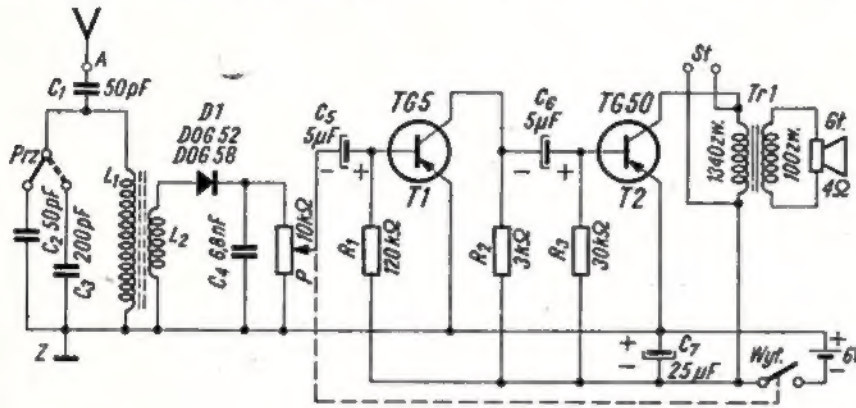 A
C1
50pF
Prz
C2 50pF
200pF
C3
L1
L2
D1
DOG 52
DOG 58
C4 6,8nF
10kΩ
P
C5
5µF
- +
TG5
T1
R1
120kΩ
R2
3kΩ
C6
5µF
- +
TG50
T2
R3
30kΩ
St
Tr1
1340zw.
100zw.
Gł.
4Ω
Z
+
-
C7
25µF
Wył.
+
-